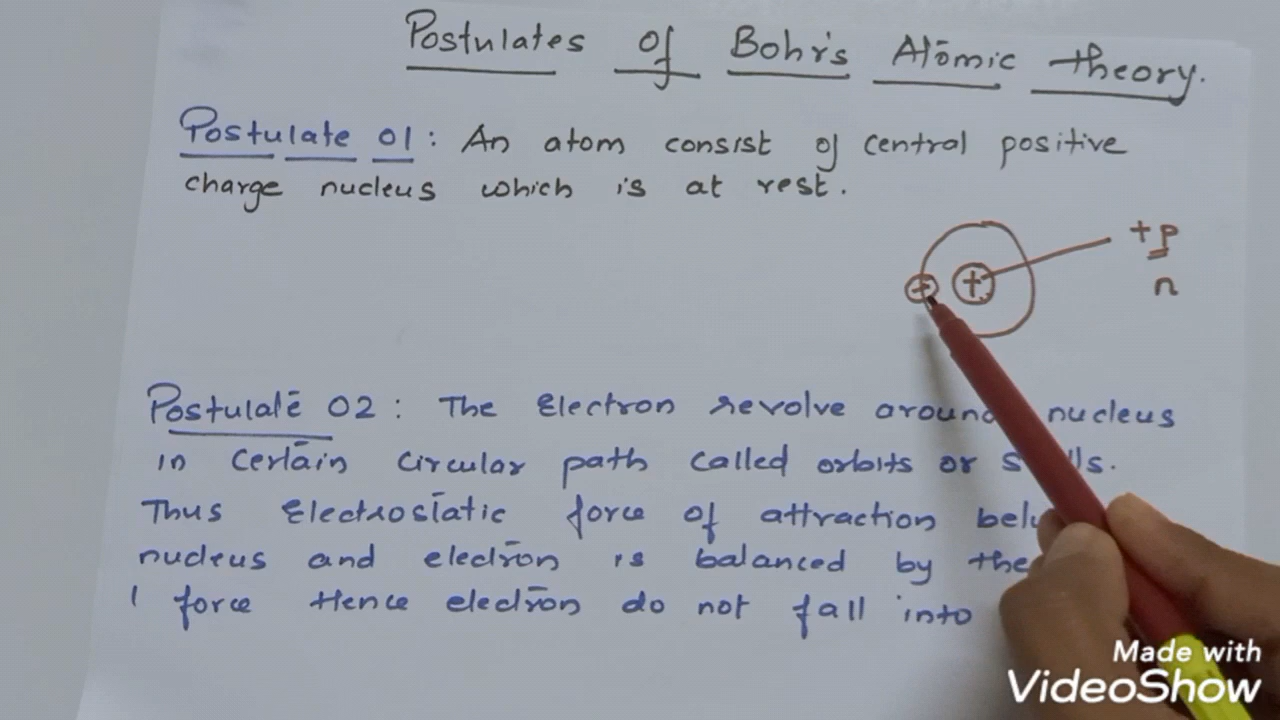 Postulates Of Bohr's Atomic theory.
Postulate 01: An atom consist of central positive
charge nucleus which is at rest.
+p
+ +
n
Postulate 02: The Electron revolve around nucleus
in certain circular path called orbits or
Thus Electrostatic force of attraction
nucleus and electron is balanced by the
force Hence electron do not fall into
Made with
VideoShow